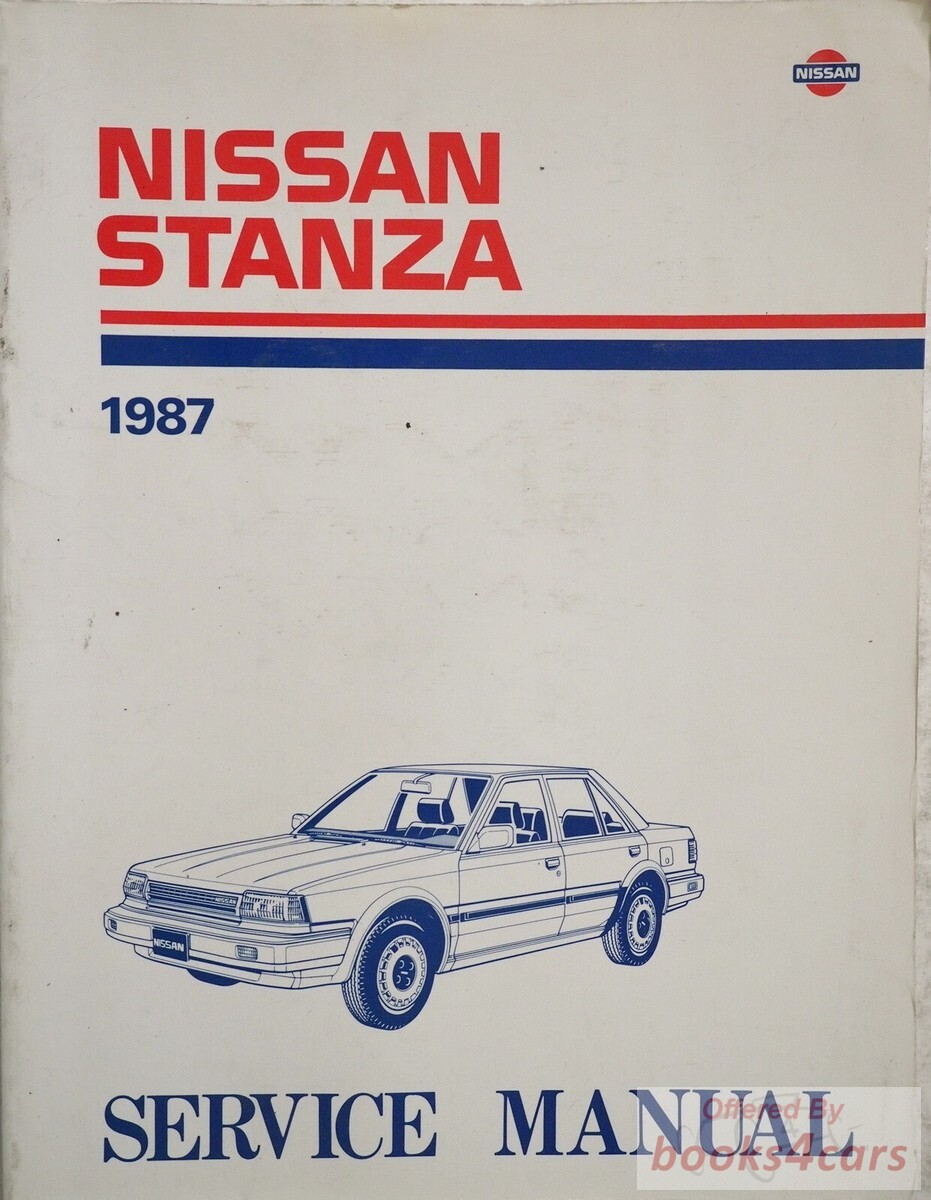 NISSAN
NISSAN
STANZA
1987
NISSAN
NISSAN
SERVICE MANUAL
Offered By
books4cars